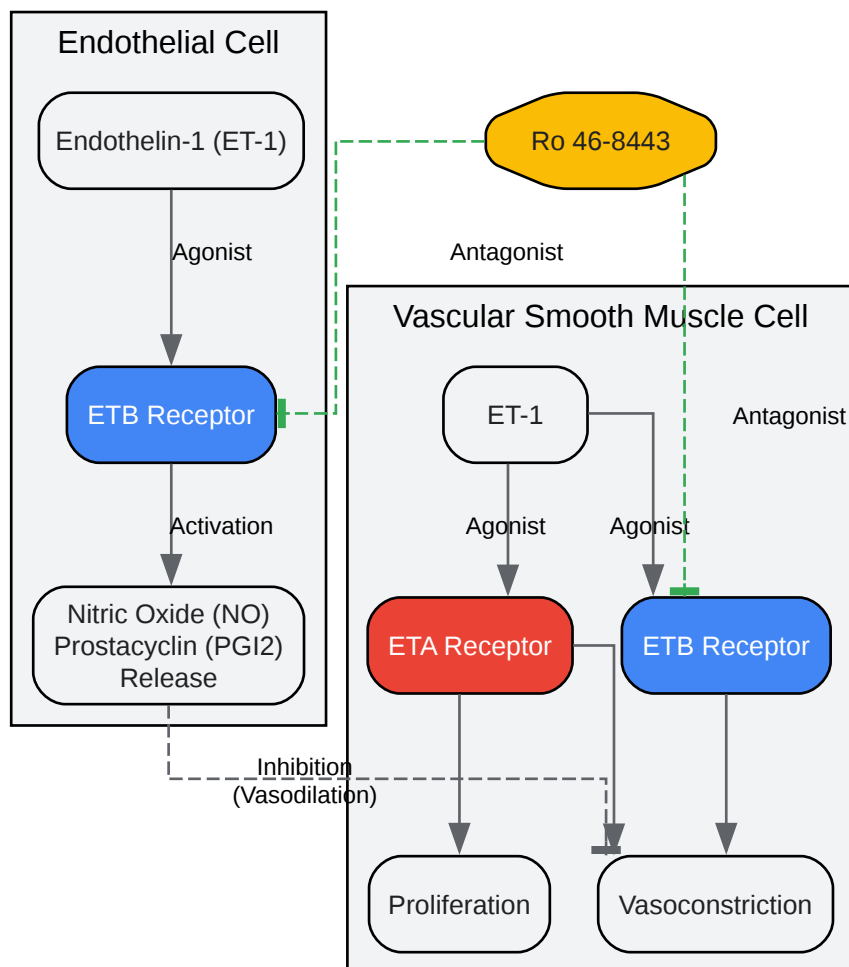 Endothelial Cell
Endothelin-1 (ET-1)
Ro 46-8443
Agonist
Antagonist
Vascular Smooth Muscle Cell
ETB Receptor
ET-1
Antagonist
Activation
Agonist
Agonist
Nitric Oxide (NO)
Prostacyclin (PGI2)
Release
ETA Receptor
ETB Receptor
Inhibition
(Vasodilation)
Proliferation
Vasoconstriction